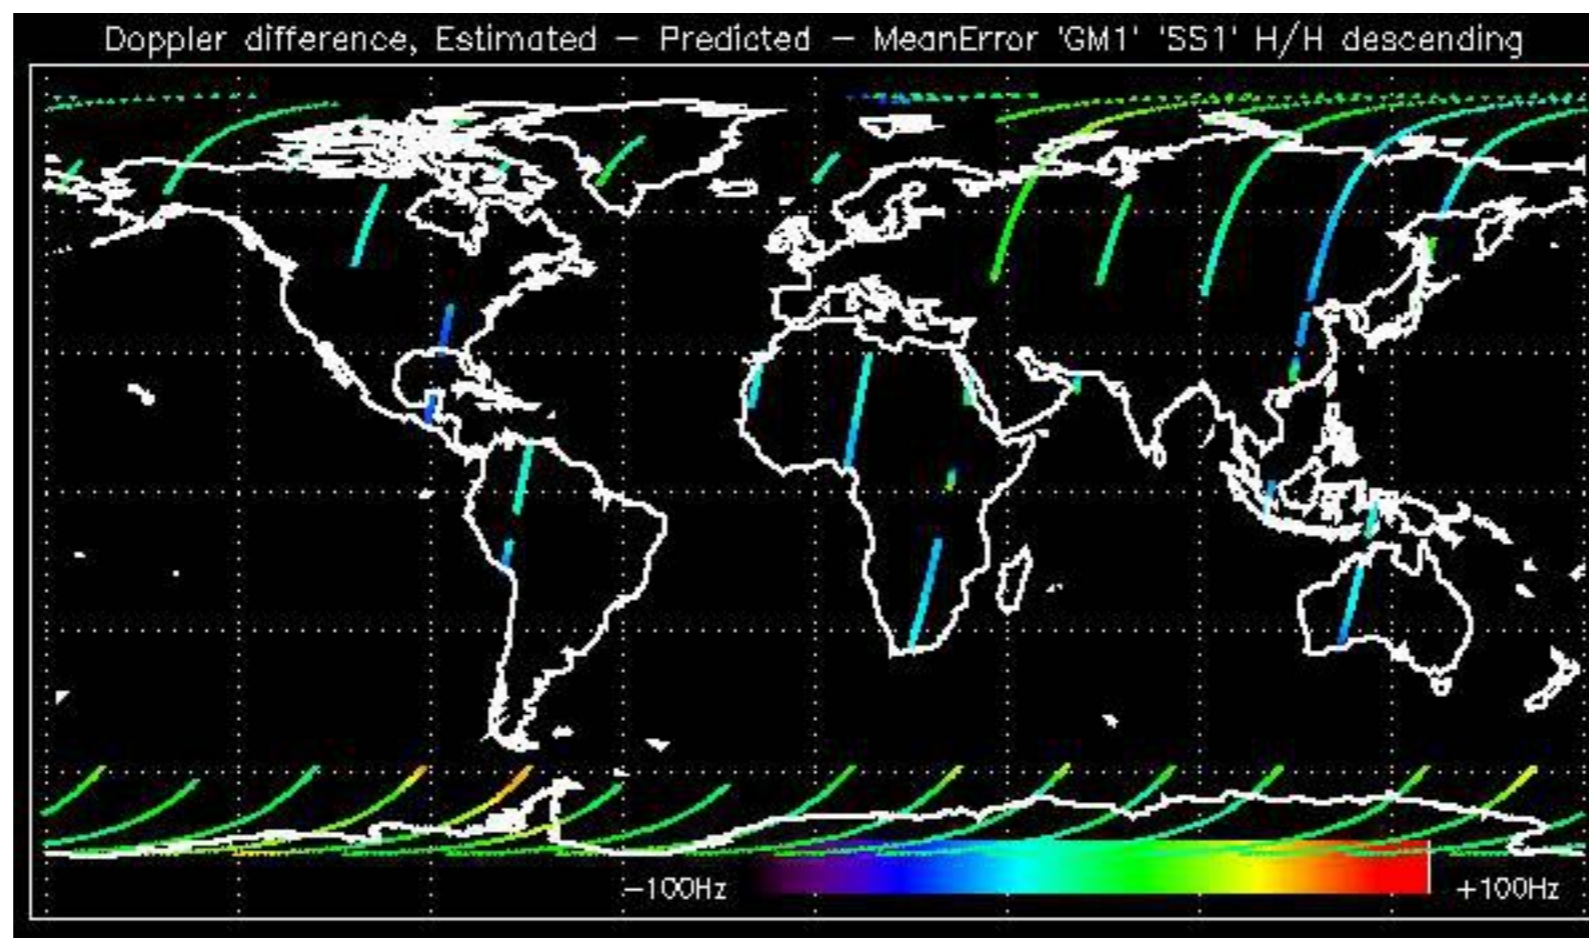 Doppler difference, Estimated – Predicted – MeanError 'GM1' 'SS1' H/H descending
–100Hz
+100Hz